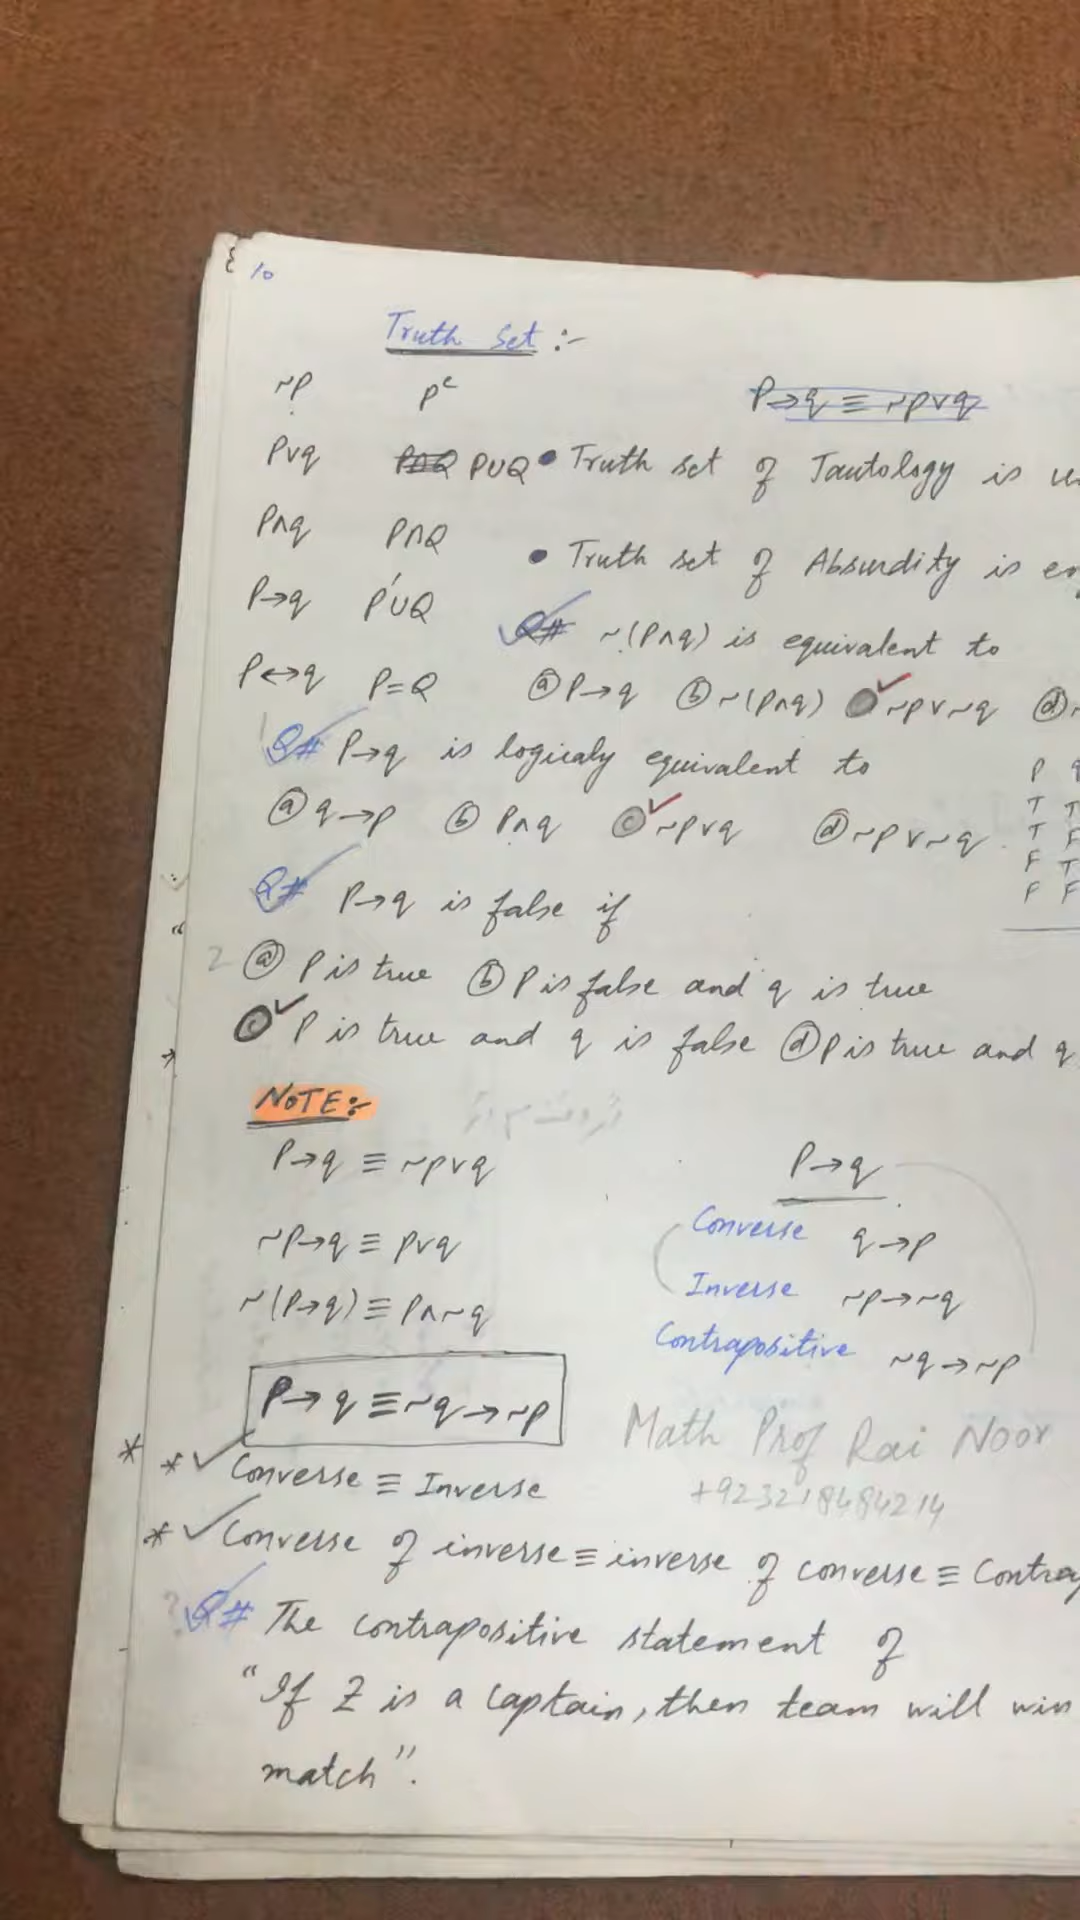 10
Truth Set :-
~p pᶜ
P→q ≡ ~p∨q
p∨q P∪Q
• Truth set of Tautology is
p∧q P∩Q
• Truth set of Absurdity is
P→q P′∪Q
Q# ~(p∧q) is equivalent to
P↔q P=Q
ⓐ P→q ⓑ ~(p∧q) ~p∨~q ⓓ
Q# P→q is logicaly equivalent to
ⓐ q→p ⓑ p∧q ⓒ ~p∨q ⓓ ~p∨~q
P
T T
T F
F T
F F
Q# P→q is false if
2 ⓐ P is true ⓑ P is false and q is true
ⓒ P is true and q is false ⓓ P is true and q
NOTE:-
P→q ≡ ~p∨q
~P→q ≡ p∨q
~(P→q) ≡ P∧~q
P→q ≡ ~q→~p
P→q
Converse q→p
Inverse ~p→~q
Contrapositive ~q→~p
Math Prof Rai Noor
+923218484214
* * Converse ≡ Inverse
* Converse of inverse ≡ inverse of converse ≡
Q# The contrapositive statement of
"If Z is a Captain, then team will win
match".